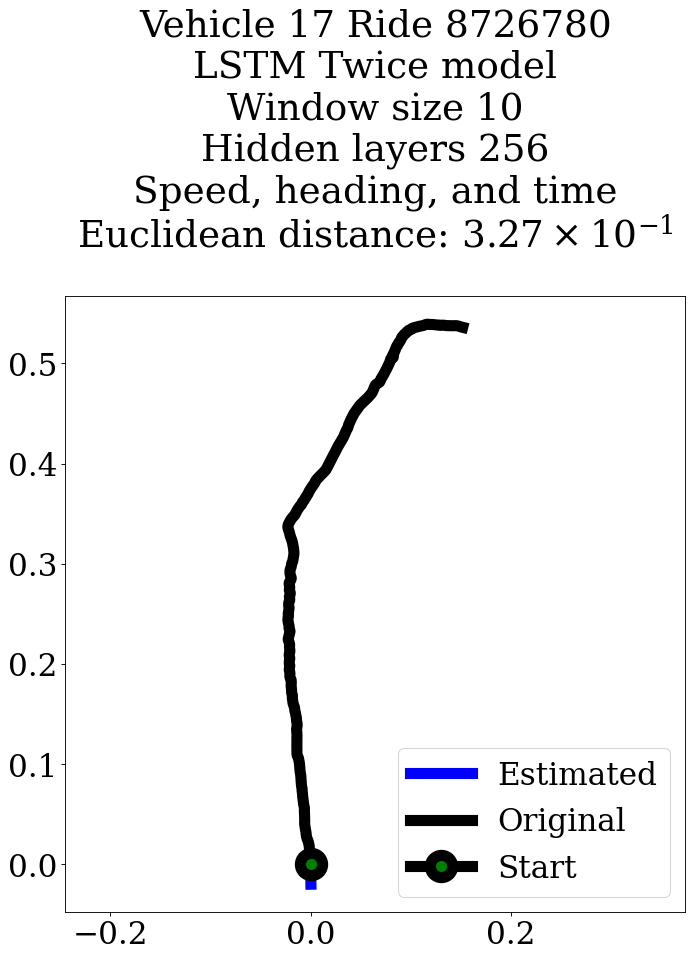 Vehicle 17 Ride 8726780
LSTM Twice model
Window size 10
Hidden layers 256
Speed, heading, and time
Euclidean distance: 3.27 × 10⁻¹
0.5
0.4
0.3
0.2
0.1
0.0
Estimated
Original
Start
−0.2 0.0 0.2